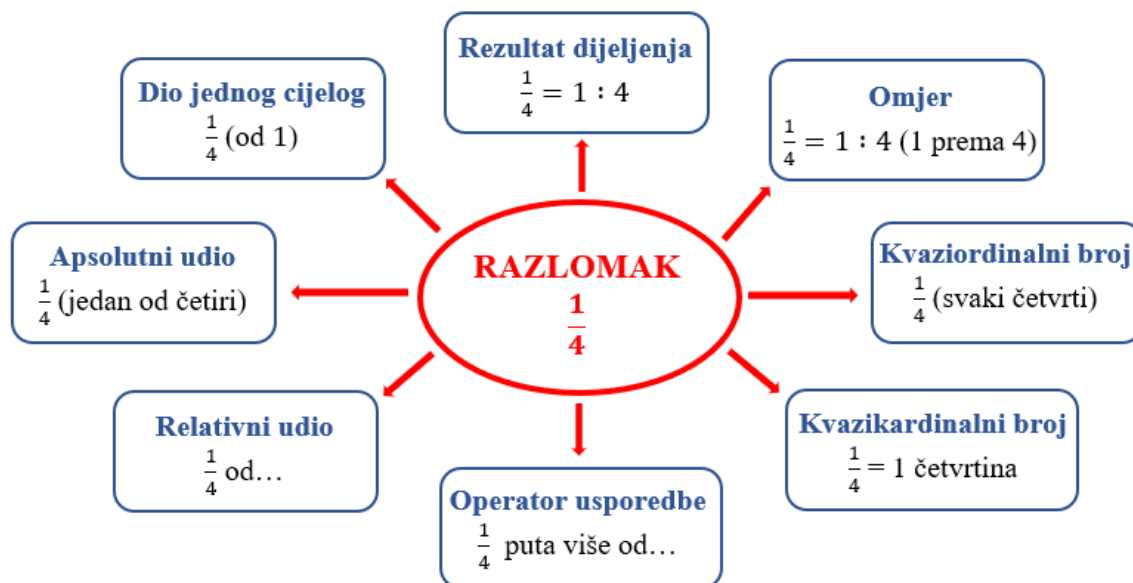 Rezultat dijeljenja
1/4 = 1 : 4
Dio jednog cijelog
1/4 (od 1)
Omjer
1/4 = 1 : 4 (1 prema 4)
Apsolutni udio
1/4 (jedan od četiri)
RAZLOMAK
1/4
Kvaziordinalni broj
1/4 (svaki četvrti)
Relativni udio
1/4 od…
Kvazikardinalni broj
1/4 = 1 četvrtina
Operator usporedbe
1/4 puta više od…